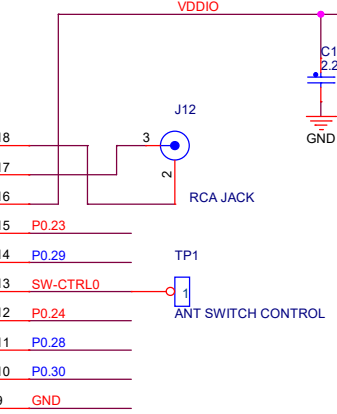 VDDIO
C1
2.2
GND
J12
18
3
17
2
16
RCA JACK
15 P0.23
14 P0.29
TP1
13 SW-CTRL0
1
12 P0.24
ANT SWITCH CONTROL
11 P0.28
10 P0.30
9 GND